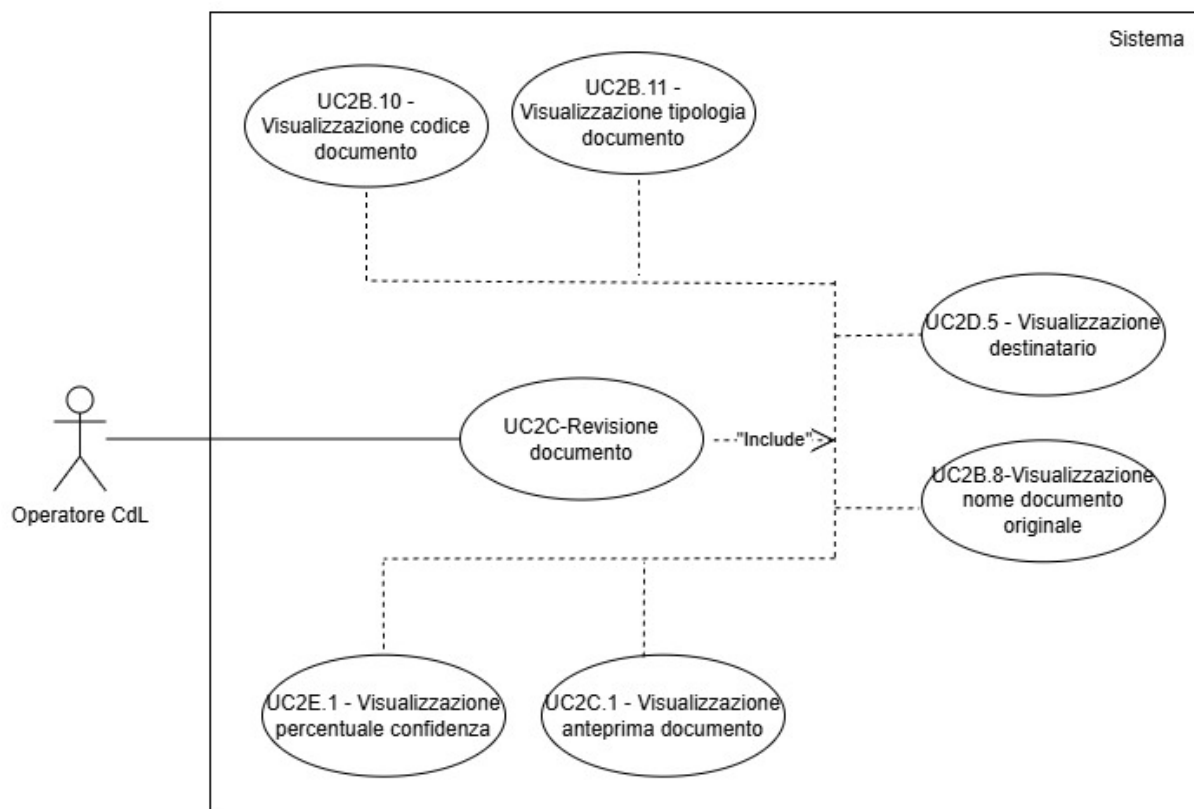 Sistema
UC2B.10 -
Visualizzazione codice
documento
UC2B.11 -
Visualizzazione tipologia
documento
UC2D.5 - Visualizzazione
destinatario
UC2C-Revisione
documento
"Include"
Operatore CdL
UC2B.8-Visualizzazione
nome documento
originale
UC2E.1 - Visualizzazione
percentuale confidenza
UC2C.1 - Visualizzazione
anteprima documento